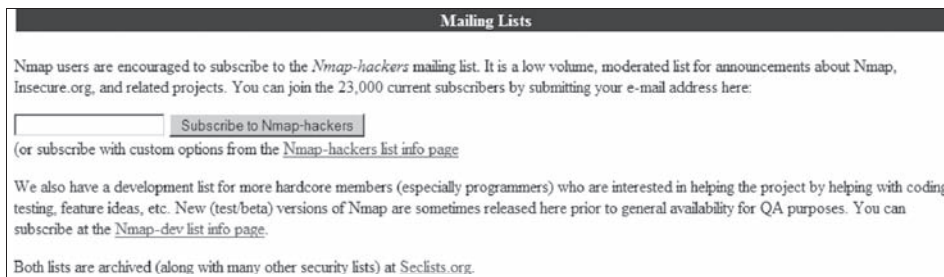 Mailing Lists
Nmap users are encouraged to subscribe to the Nmap-hackers mailing list. It is a low volume, moderated list for announcements about Nmap,
Insecure.org, and related projects. You can join the 23,000 current subscribers by submitting your e-mail address here:
Subscribe to Nmap-hackers
(or subscribe with custom options from the Nmap-hackers list info page
We also have a development list for more hardcore members (especially programmers) who are interested in helping the project by helping with coding
testing, feature ideas, etc. New (test/beta) versions of Nmap are sometimes released here prior to general availability for QA purposes. You can
subscribe at the Nmap-dev list info page.
Both lists are archived (along with many other security lists) at Seclists.org.